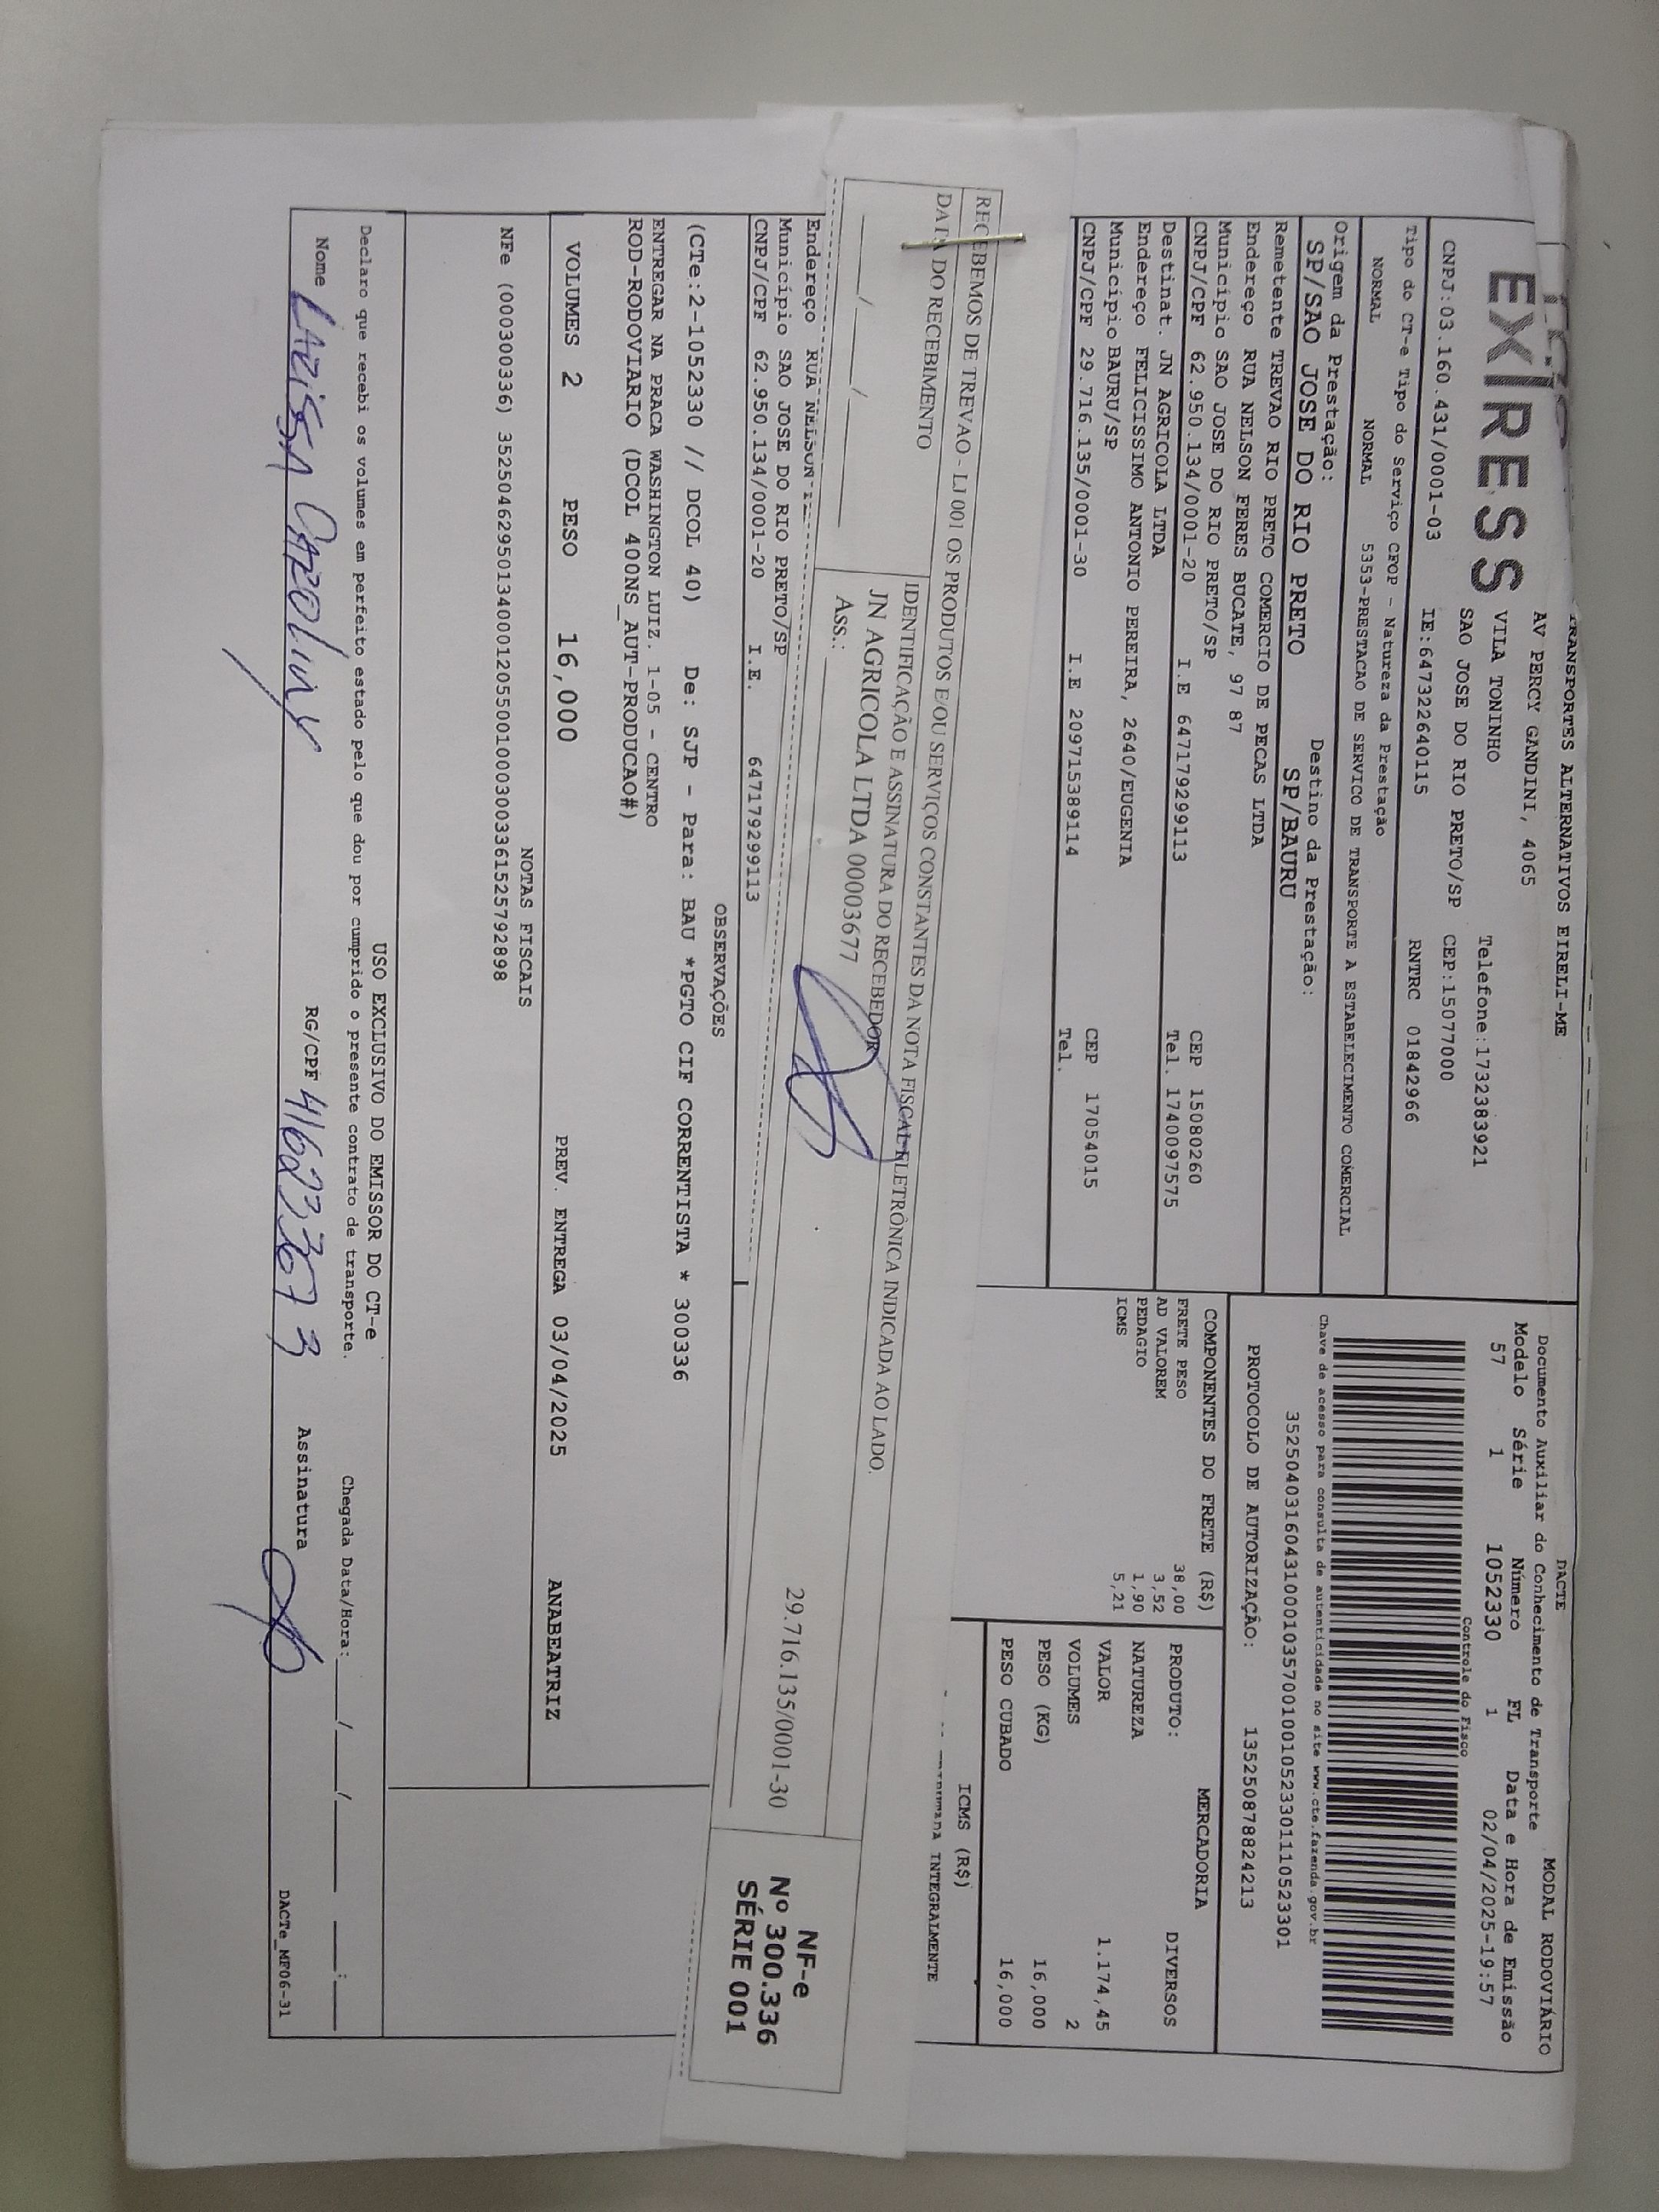 EXPRESS
TRANSPORTES ALTERNATIVOS EIRELI-ME
AV PERCY GANDINI, 4065
VILA TONINHO Telefone:1732383921
SAO JOSE DO RIO PRETO/SP CEP:15077000
CNPJ:03.160.431/0001-03 IE:647322640115 RNTRC 01842966
Tipo do CT-e Tipo do Serviço CFOP - Natureza da Prestação
NORMAL NORMAL 5353-PRESTACAO DE SERVICO DE TRANSPORTE A ESTABELECIMENTO COMERCIAL
Origem da Prestação: Destino da Prestação:
SP/SAO JOSE DO RIO PRETO SP/BAURU
Remetente TREVAO RIO PRETO COMERCIO DE PECAS LTDA
Endereço RUA NELSON FERES BUCATE, 97 87
Município SAO JOSE DO RIO PRETO/SP CEP 15080260
CNPJ/CPF 62.950.134/0001-20 I.E 647179299113 Tel. 1740097575
Destinat. JN AGRICOLA LTDA
Endereço FELICISSIMO ANTONIO PEREIRA, 2640/EUGENIA
Município BAURU/SP CEP 17054015
CNPJ/CPF 29.716.135/0001-30 I.E 209715389114 Tel.
DACTE MODAL RODOVIÁRIO
Documento Auxiliar do Conhecimento de Transporte
Modelo Série Número FL Data e Hora de Emissão
57 1 1052330 1 02/04/2025-19:57
Controle do Fisco
Chave de acesso para consulta de autenticidade no site www.cte.fazenda.gov.br
35250403160431000103570010010523301110523301
PROTOCOLO DE AUTORIZAÇÃO: 135250878824213
COMPONENTES DO FRETE (R$)
FRETE PESO 38,00
AD VALOREM 3,52
PEDAGIO 1,90
ICMS 5,21
MERCADORIA
PRODUTO: DIVERSOS
NATUREZA
VALOR 1.174,45
VOLUMES 2
PESO (KG) 16,000
PESO CUBADO 16,000
ICMS (R$)
INTEGRALMENTE
RECEBEMOS DE TREVAO - LJ 001 OS PRODUTOS E/OU SERVIÇOS CONSTANTES DA NOTA FISCAL ELETRÔNICA INDICADA AO LADO.
DATA DO RECEBIMENTO IDENTIFICAÇÃO E ASSINATURA DO RECEBEDOR
JN AGRICOLA LTDA 00003677 29.716.135/0001-30
____/____/________ Ass.:
NF-e
Nº 300.336
SÉRIE 001
Endereço RUA NELSON
Município SAO JOSE DO RIO PRETO/SP
CNPJ/CPF 62.950.134/0001-20 I.E. 647179299113
OBSERVAÇÕES
(CTe:2-1052330 // DCOL 40) De: SJP - Para: BAU *PGTO CIF CORRENTISTA * 300336
ENTREGAR NA PRACA WASHINGTON LUIZ. 1-05 - CENTRO
ROD-RODOVIARIO (DCOL 400NS_AUT-PRODUCAO#)
VOLUMES 2 PESO 16,000 PREV. ENTREGA 03/04/2025 ANABEATRIZ
NOTAS FISCAIS
NFe (000300336) 35250462950134000120550010003003361525792898
USO EXCLUSIVO DO EMISSOR DO CT-e
Declaro que recebi os volumes em perfeito estado pelo que dou por cumprido o presente contrato de transporte. Chegada Data/Hora: ____/____/______ ___:___
Nome LARISSA CAROLINY RG/CPF 416233673 Assinatura
DACTe_MF06-31